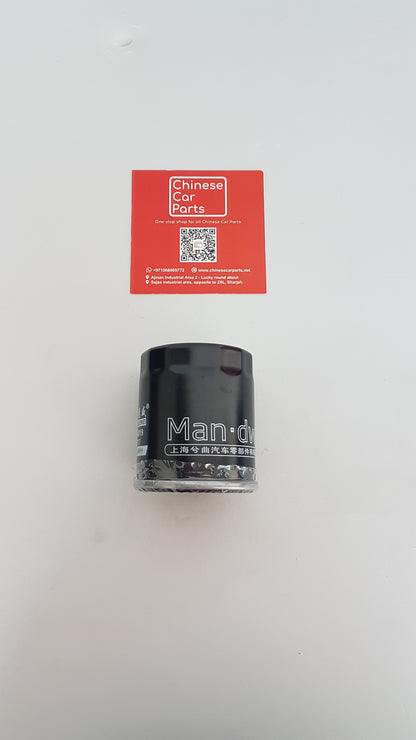 Chinese
Car
Parts
One stop shop for all Chinese Car Parts
www.chinesecarparts.net
Ajman Industrial Area 2 - Lucky round about
Sajaa industrial area, opposite to ZKL, Sharjah
Man·dw
上海兮曲汽车零部件有